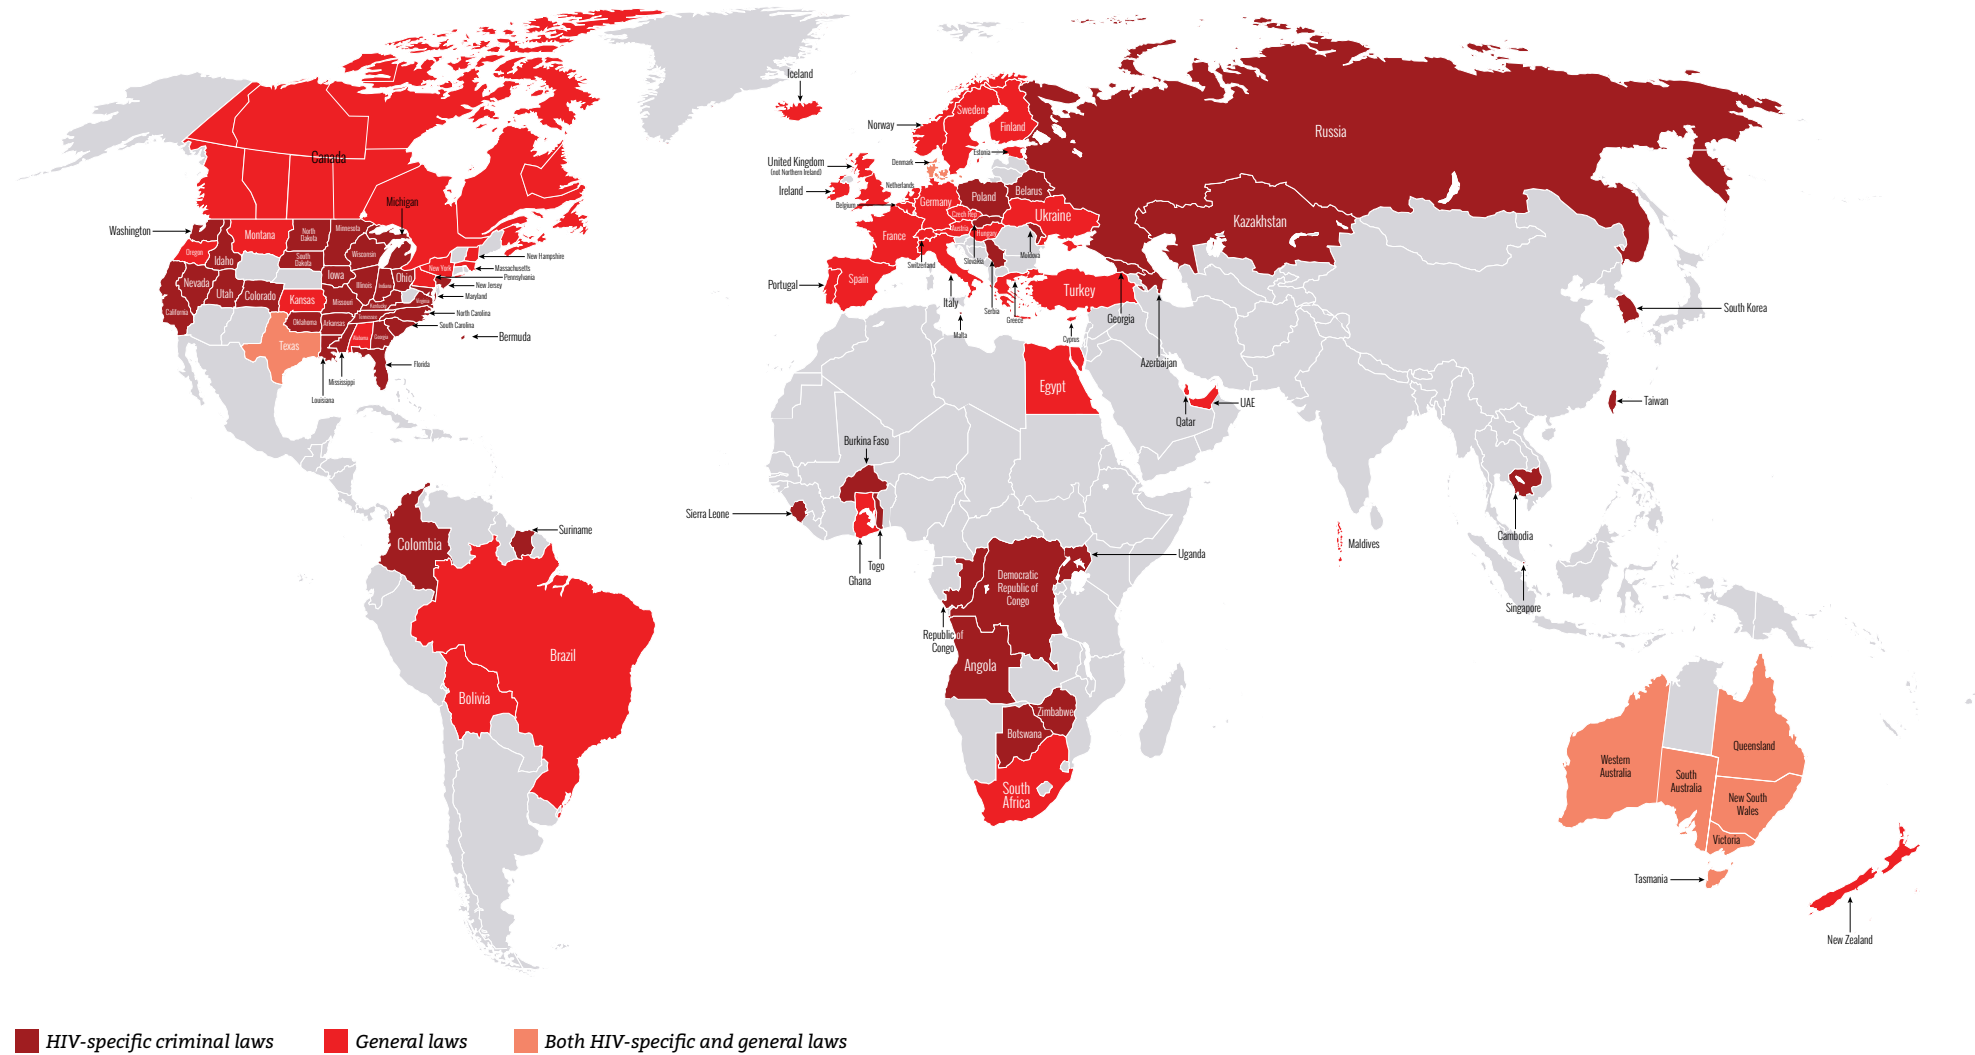 Iceland
Norway
Sweden
Finland
Estonia
Denmark
United Kingdom
(not Northern Ireland)
Ireland
Netherlands
Belgium
Germany
Poland
Belarus
Russia
Czech Rep.
Austria
Hungary
Ukraine
Kazakhstan
France
Switzerland
Slovakia
Moldova
Portugal
Spain
Italy
Malta
Serbia
Greece
Turkey
Cyprus
Georgia
Azerbaijan
Canada
Michigan
Washington
Montana
North
Dakota
Minnesota
Oregon
Idaho
South
Dakota
Wisconsin
New York
New Hampshire
Massachusetts
Pennsylvania
New Jersey
Maryland
Nevada
Utah
Colorado
Iowa
Illinois
Indiana
Ohio
California
Kansas
Missouri
Kentucky
Virginia
North Carolina
South Carolina
Oklahoma
Arkansas
Tennessee
Texas
Alabama
Georgia
Bermuda
Florida
Mississippi
Louisiana
Egypt
Qatar
UAE
South Korea
Taiwan
Burkina Faso
Sierra Leone
Ghana
Togo
Uganda
Democratic
Republic of
Congo
Republic of
Congo
Angola
Zimbabwe
Botswana
South
Africa
Colombia
Suriname
Brazil
Bolivia
Maldives
Cambodia
Singapore
Western
Australia
South
Australia
Queensland
New South
Wales
Victoria
Tasmania
New Zealand
HIV-specific criminal laws
General laws
Both HIV-specific and general laws